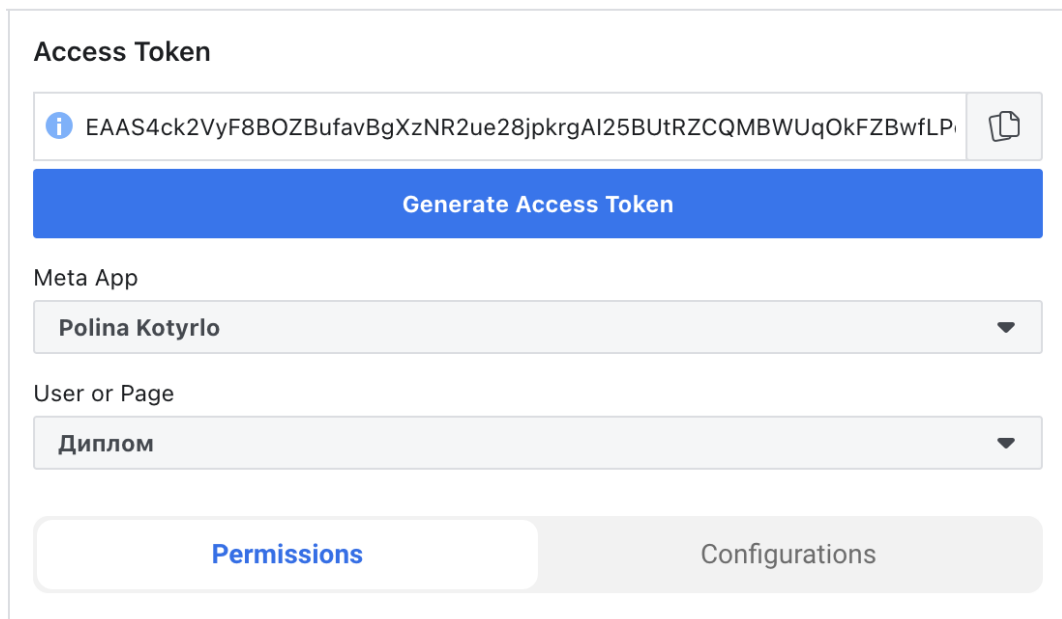 Access Token
EAAS4ck2VyF8BOZBufavBgXzNR2ue28jpkrgAI25BUtRZCQMBWUqOkFZBwfLP
Generate Access Token
Meta App
Polina Kotyrlo
User or Page
Диплом
Permissions
Configurations